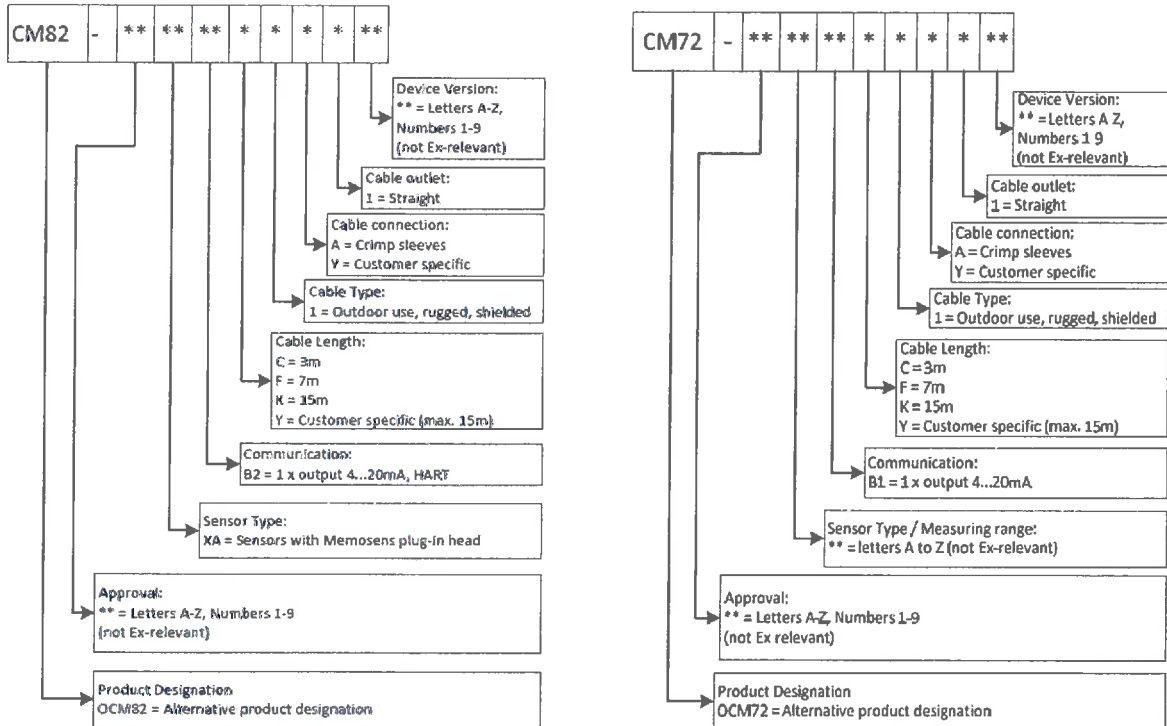 CM82 - ** ** ** * * * * **
Device Version:
** = Letters A-Z,
Numbers 1-9
(not Ex-relevant)
Cable outlet:
1 = Straight
Cable connection:
A = Crimp sleeves
Y = Customer specific
Cable Type:
1 = Outdoor use, rugged, shielded
Cable Length:
C = 3m
F = 7m
K = 15m
Y = Customer specific (max. 15m)
Communication:
B2 = 1 x output 4...20mA, HART
Sensor Type:
XA = Sensors with Memosens plug-in head
Approval:
** = Letters A-Z, Numbers 1-9
(not Ex-relevant)
Product Designation
OCM82 = Alternative product designation
CM72 - ** ** ** * * * * **
Device Version:
** = Letters A Z,
Numbers 1 9
(not Ex-relevant)
Cable outlet:
1 = Straight
Cable connection:
A = Crimp sleeves
Y = Customer specific
Cable Type:
1 = Outdoor use, rugged, shielded
Cable Length:
C = 3m
F = 7m
K = 15m
Y = Customer specific (max. 15m)
Communication:
B1 = 1 x output 4...20mA
Sensor Type / Measuring range:
** = letters A to Z (not Ex-relevant)
Approval:
** = Letters A-Z, Numbers 1-9
(not Ex relevant)
Product Designation
OCM72 = Alternative product designation